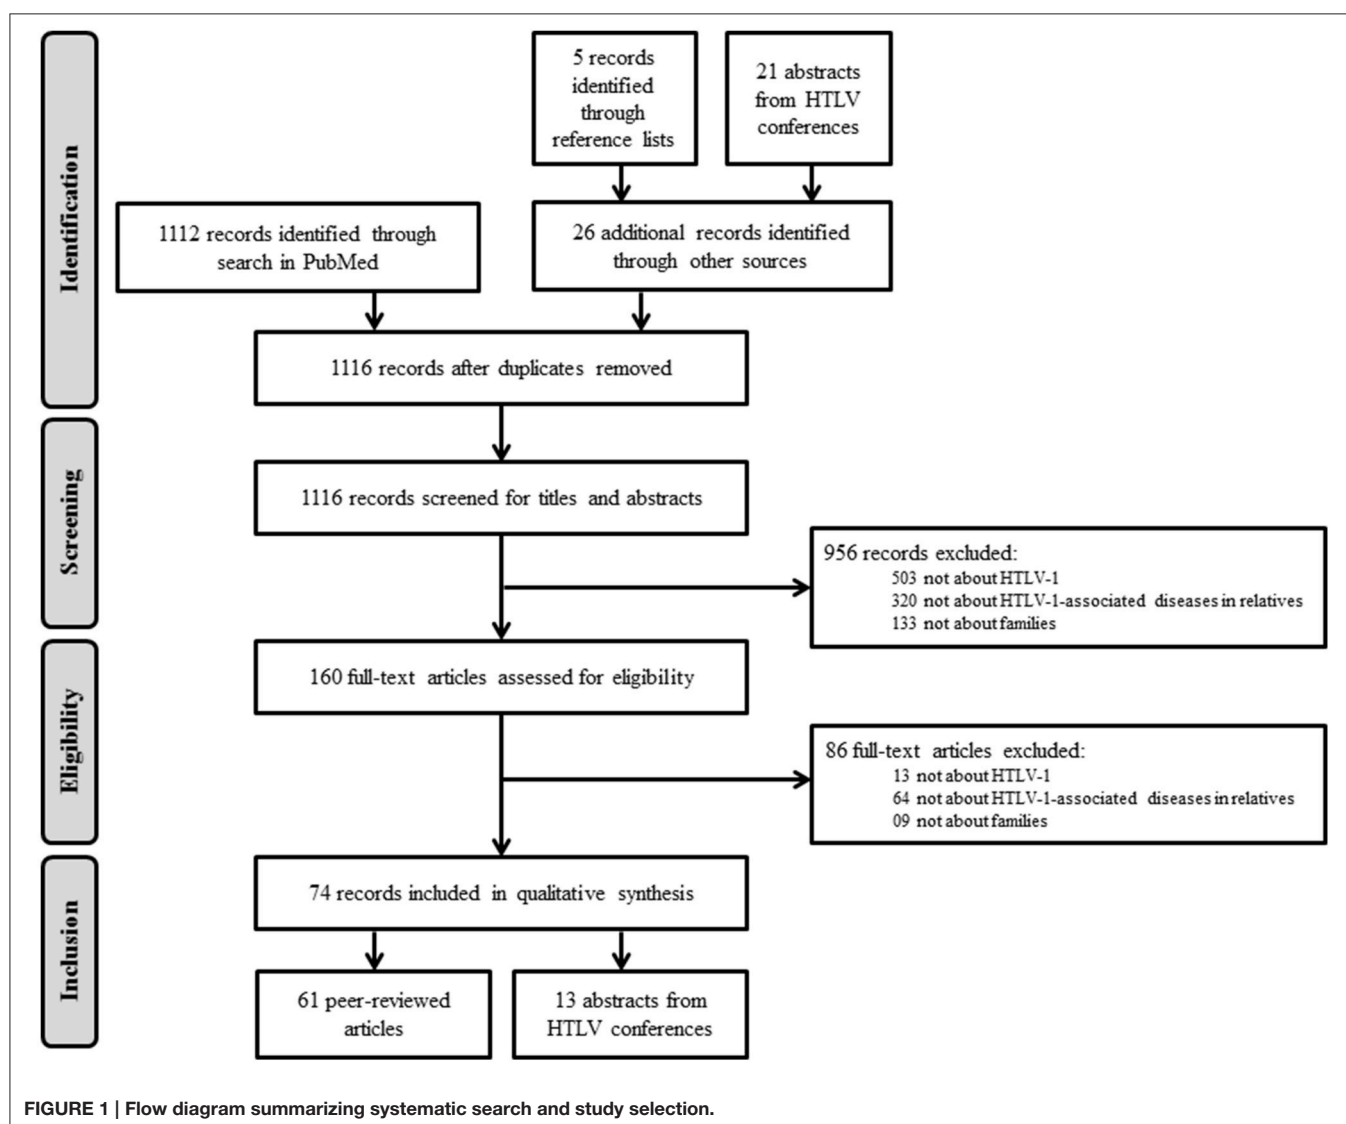 Identification
5 records
identified
through
reference lists
21 abstracts
from HTLV
conferences
1112 records identified through
search in PubMed
26 additional records identified
through other sources
1116 records after duplicates removed
Screening
1116 records screened for titles and abstracts
956 records excluded:
503 not about HTLV-1
320 not about HTLV-1-associated diseases in relatives
133 not about families
Eligibility
160 full-text articles assessed for eligibility
86 full-text articles excluded:
13 not about HTLV-1
64 not about HTLV-1-associated diseases in relatives
09 not about families
Inclusion
74 records included in qualitative synthesis
61 peer-reviewed
articles
13 abstracts from
HTLV conferences
FIGURE 1 | Flow diagram summarizing systematic search and study selection.